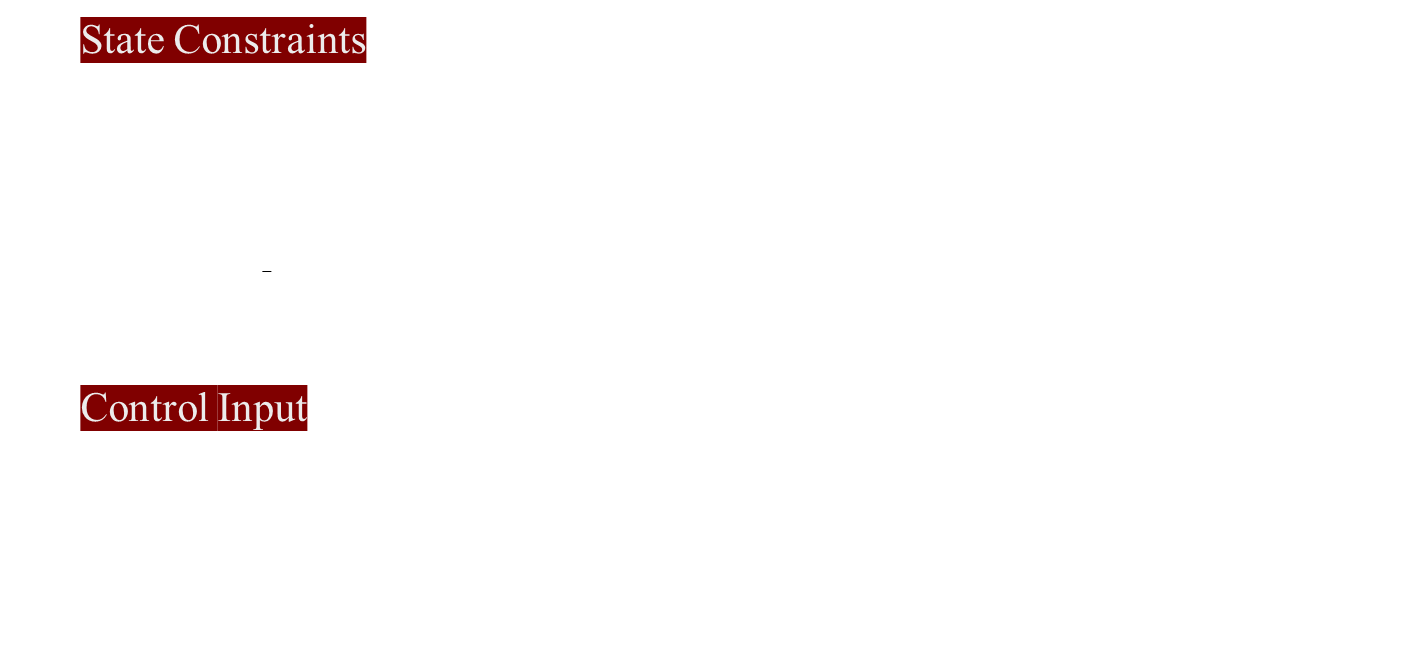 State Constraints
–
Control Input